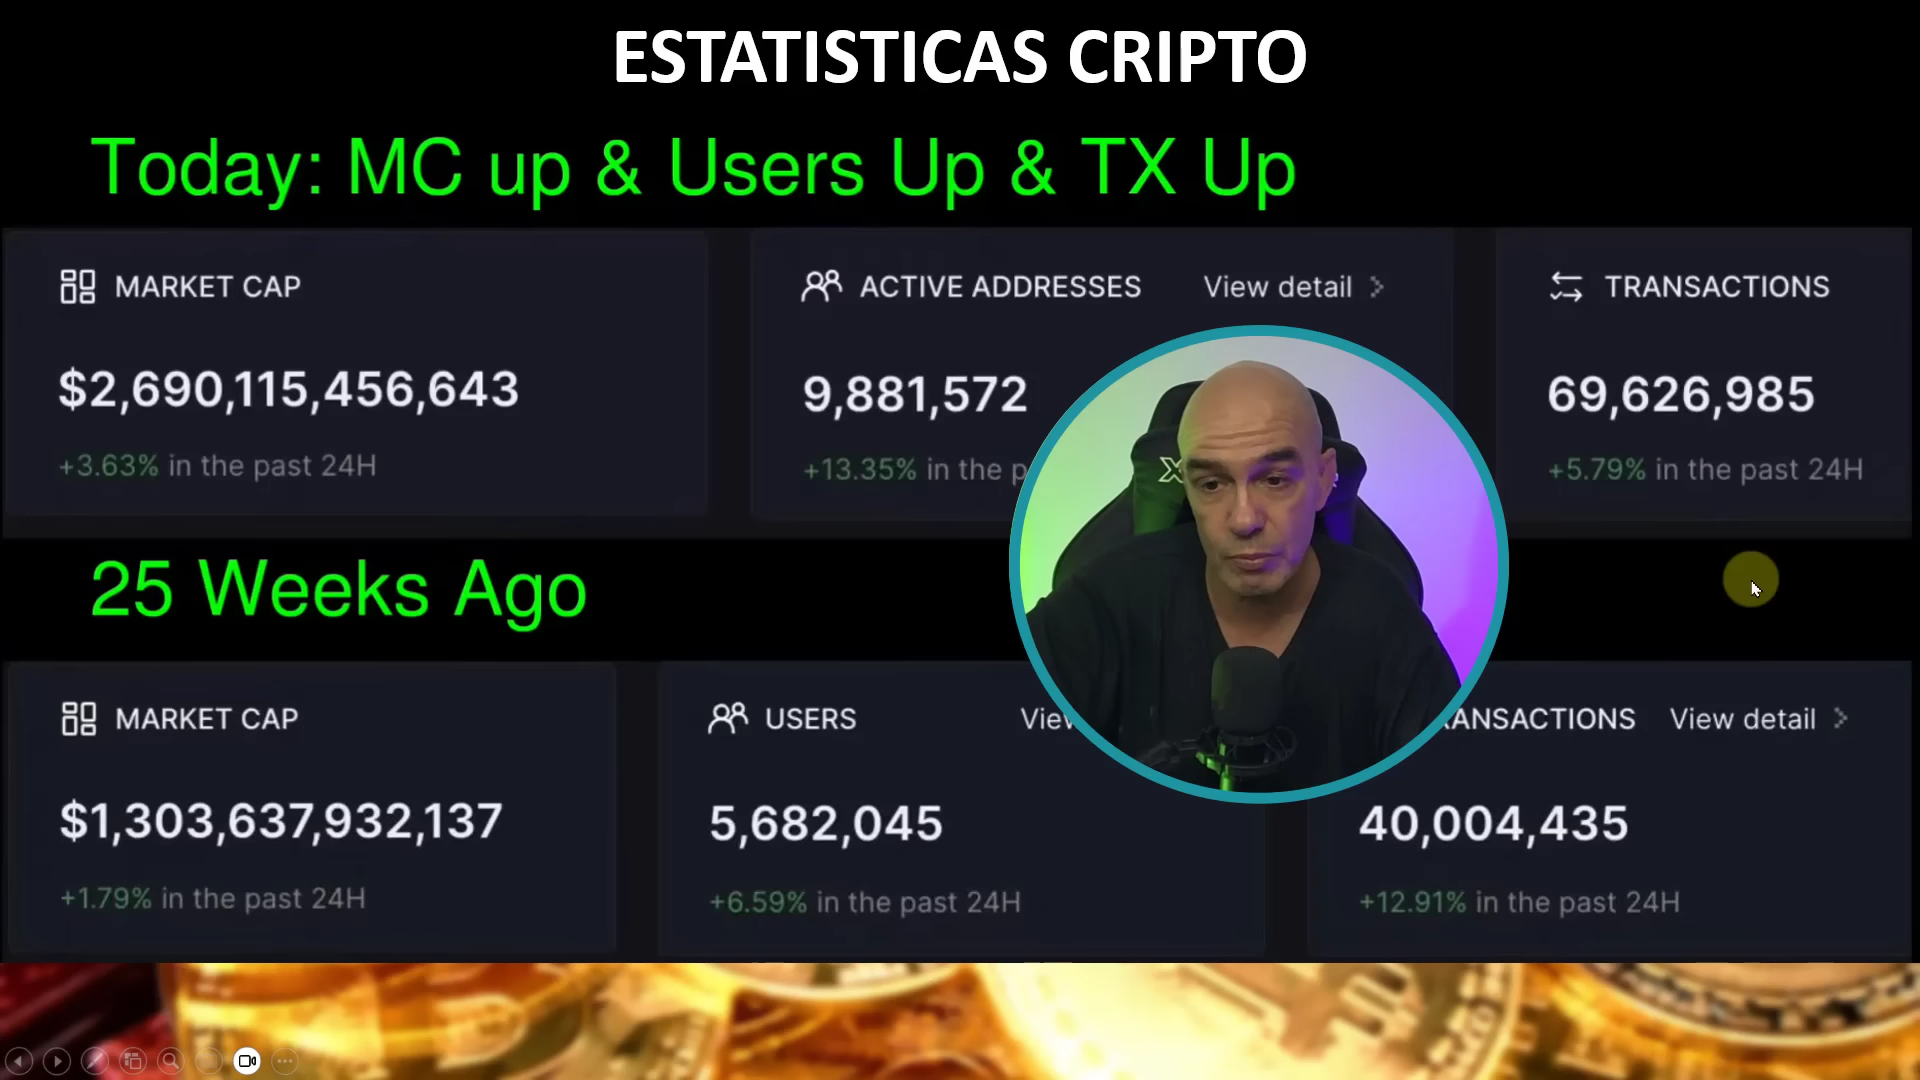 ESTATISTICAS CRIPTO
Today: MC up & Users Up & TX Up
MARKET CAP
$2,690,115,456,643
+3.63% in the past 24H
ACTIVE ADDRESSES View detail
9,881,572
+13.35% in the p
TRANSACTIONS
69,626,985
+5.79% in the past 24H
25 Weeks Ago
MARKET CAP
$1,303,637,932,137
+1.79% in the past 24H
USERS View
5,682,045
+6.59% in the past 24H
RANSACTIONS View detail
40,004,435
+12.91% in the past 24H